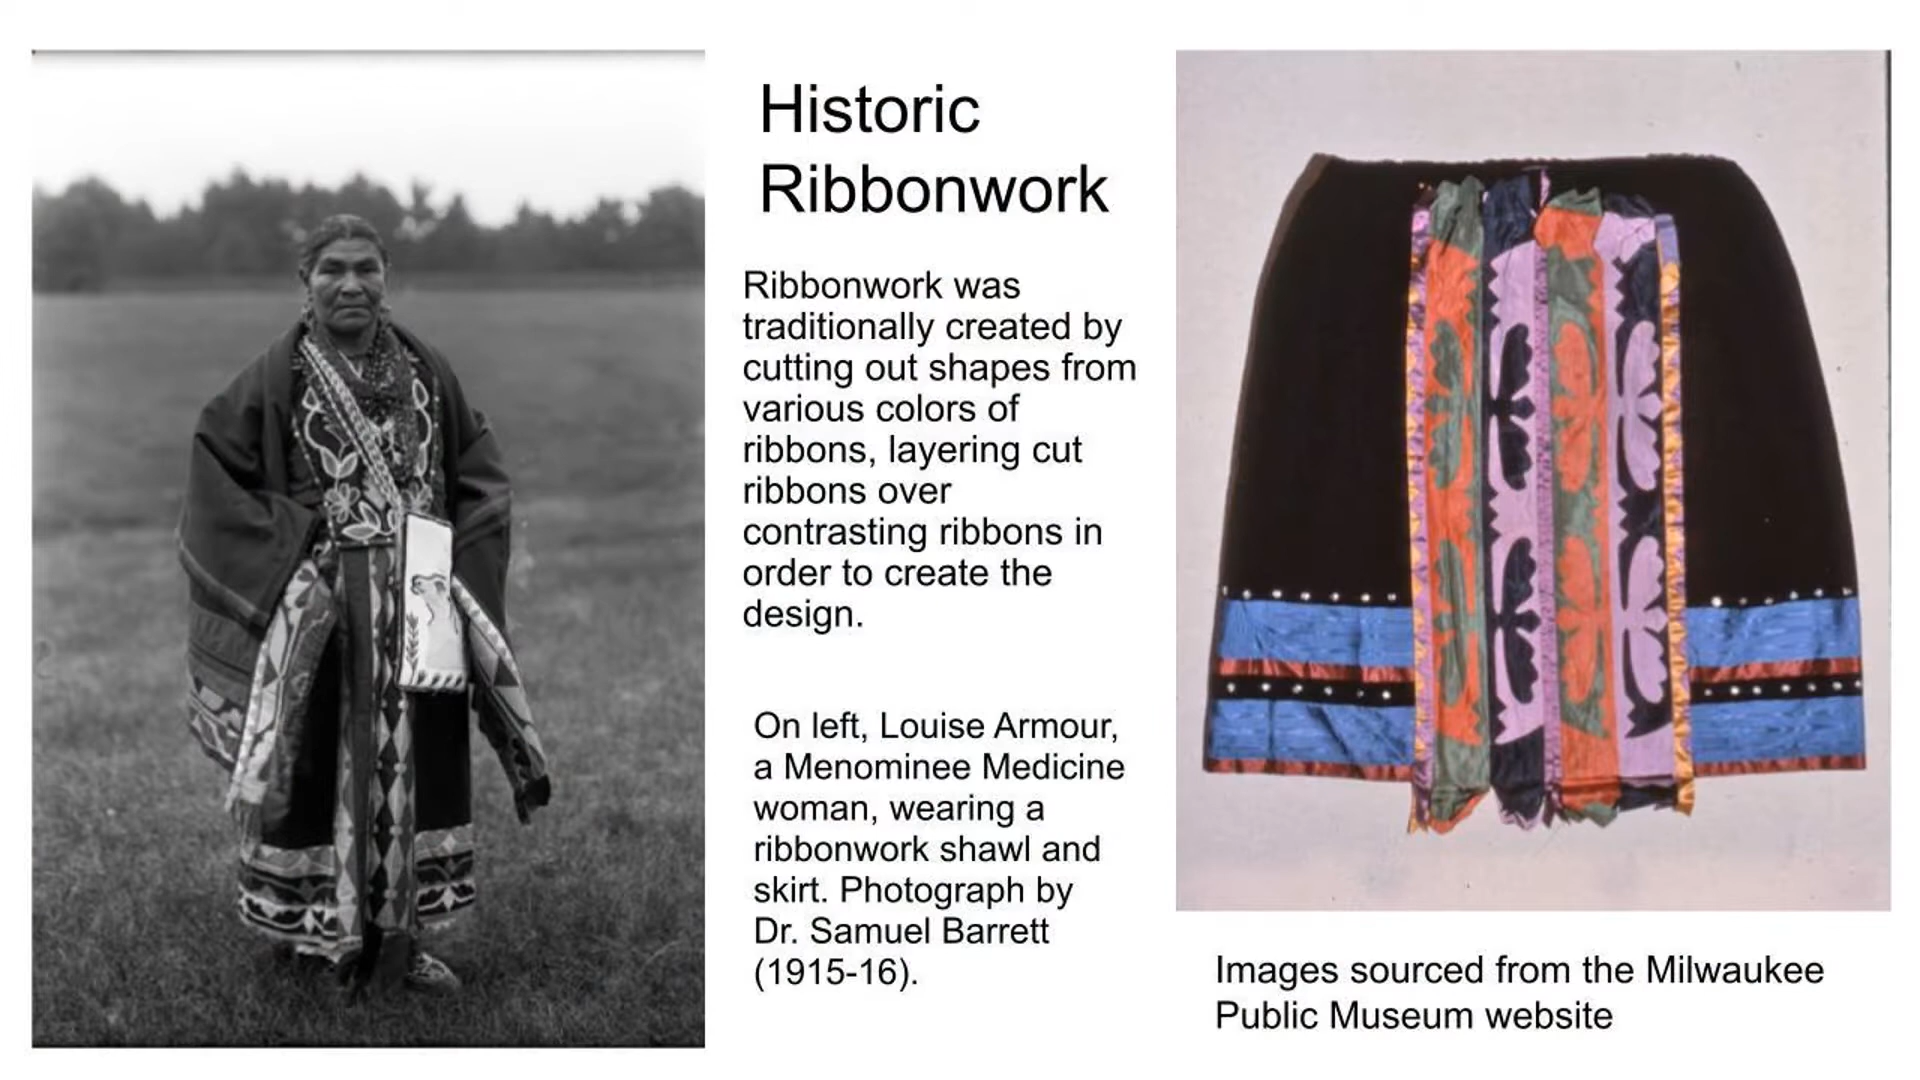 Historic
Ribbonwork
Ribbonwork was
traditionally created by
cutting out shapes from
various colors of
ribbons, layering cut
ribbons over
contrasting ribbons in
order to create the
design.
On left, Louise Armour,
a Menominee Medicine
woman, wearing a
ribbonwork shawl and
skirt. Photograph by
Dr. Samuel Barrett
(1915-16).
Images sourced from the Milwaukee
Public Museum website